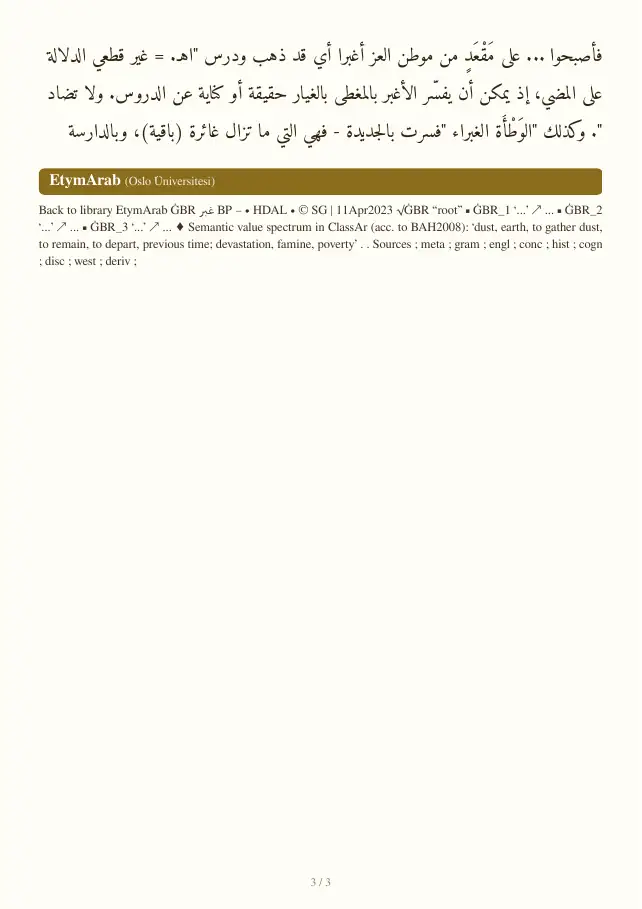 فأصبحوا ... على مَقْعَدٍ من موطن العز أغبرا أي قد ذهب ودرس "اهـ. = غير قطعي الدلالة
على المضي، إذ يمكن أن يفسّر الأغبر بالمغطى بالغبار حقيقة أو كناية عن الدروس. ولا تضاد
". وكذلك "الوَطْأَة الغبراء "فسرت بالجديدة - فهي التي ما تزال غائرة (باقية)، وبالدارسة
EtymArab (Oslo Üniversitesi)
Back to library EtymArab ĠBR غبر BP – • HDAL • © SG | 11Apr2023 √ĠBR “root” ▪ ĠBR_1 ‘...’ ↗ ... ▪ ĠBR_2
‘...’ ↗ ... ▪ ĠBR_3 ‘...’ ↗ ... ♦ Semantic value spectrum in ClassAr (acc. to BAH2008): ‘dust, earth, to gather dust,
to remain, to depart, previous time; devastation, famine, poverty’ . . Sources ; meta ; gram ; engl ; conc ; hist ; cogn
; disc ; west ; deriv ;
3 / 3